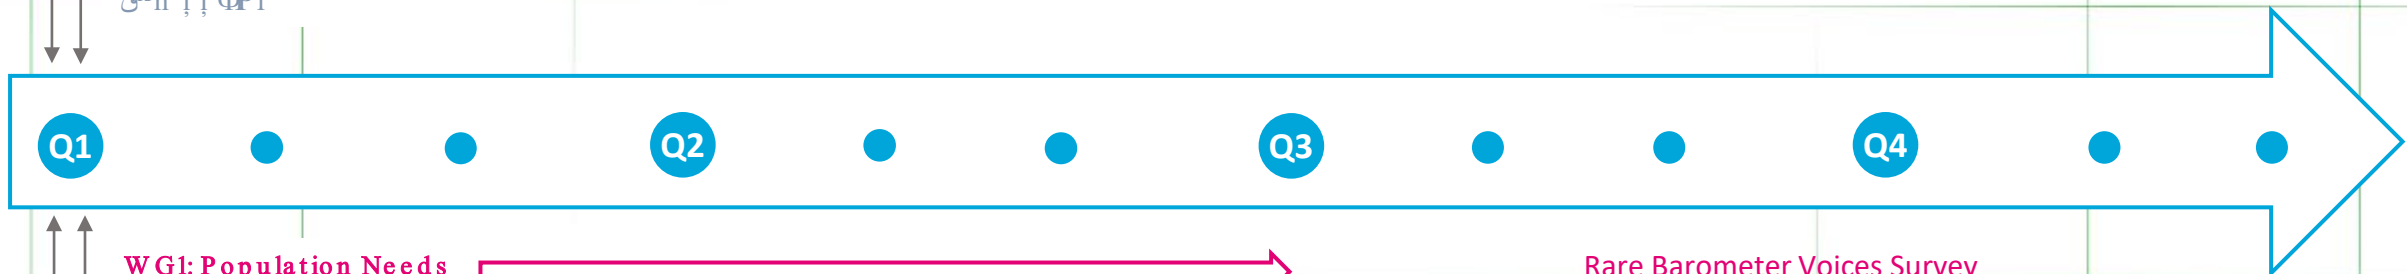 Q1 Q2 Q3 Q4
WG1: Population Needs
Rare Barometer Voices Survey